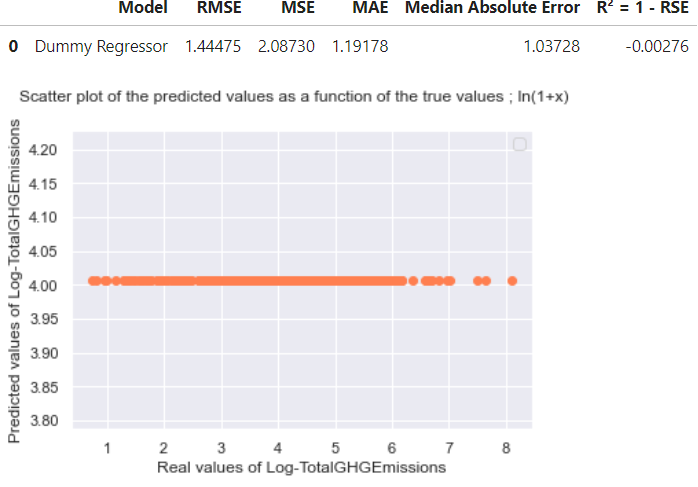 Model RMSE MSE MAE Median Absolute Error R² = 1 - RSE
0 Dummy Regressor 1.44475 2.08730 1.19178 1.03728 -0.00276
Scatter plot of the predicted values as a function of the true values ; ln(1+x)
Predicted values of Log-TotalGHGEmissions
4.20
4.15
4.10
4.05
4.00
3.95
3.90
3.85
3.80
1 2 3 4 5 6 7 8
Real values of Log-TotalGHGEmissions